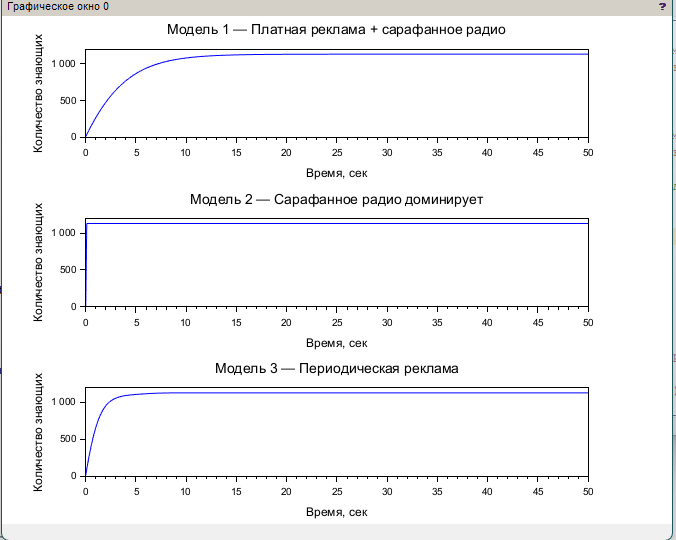 Графическое окно 0 ?
Модель 1 — Платная реклама + сарафанное радио
Количество знающих
1 000
500
0
0 5 10 15 20 25 30 35 40 45 50
Время, сек
Модель 2 — Сарафанное радио доминирует
Количество знающих
1 000
500
0
0 5 10 15 20 25 30 35 40 45 50
Время, сек
Модель 3 — Периодическая реклама
Количество знающих
1 000
500
0
0 5 10 15 20 25 30 35 40 45 50
Время, сек